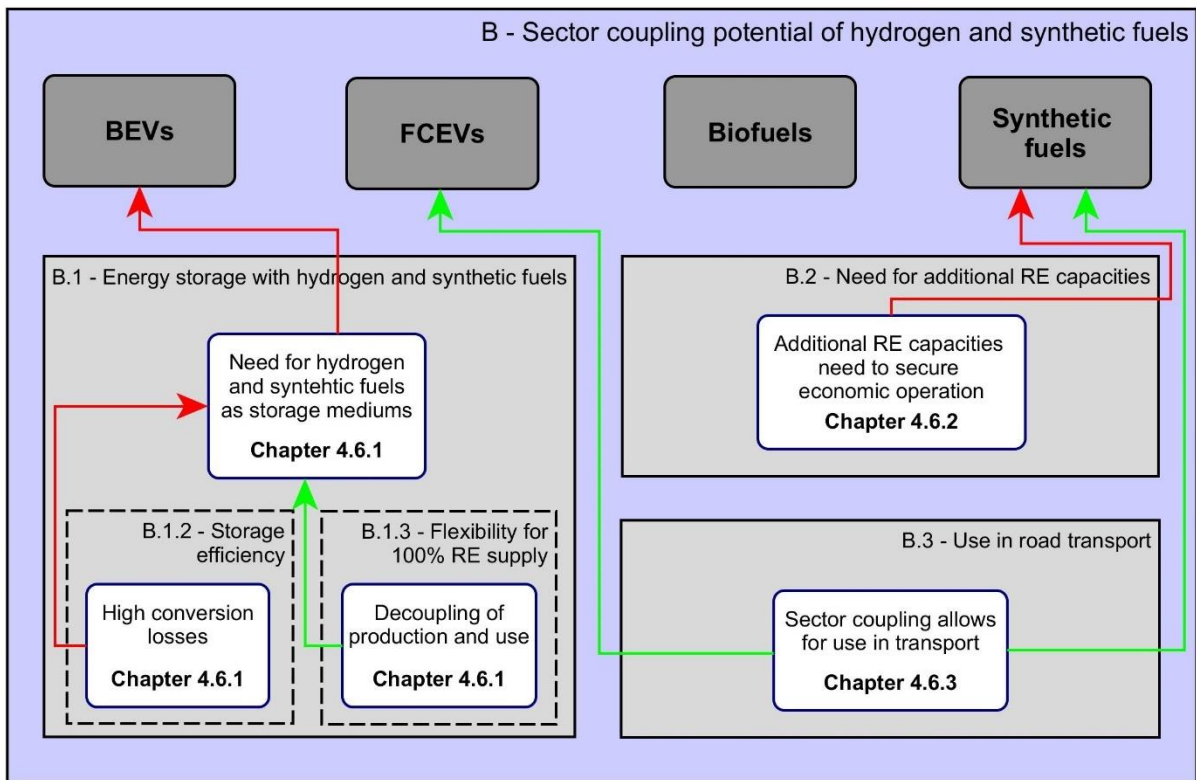 B - Sector coupling potential of hydrogen and synthetic fuels
BEVs
FCEVs
Biofuels
Synthetic
fuels
B.1 - Energy storage with hydrogen and synthetic fuels
Need for hydrogen
and syntehtic fuels
as storage mediums
Chapter 4.6.1
B.1.2 - Storage
efficiency
High conversion
losses
Chapter 4.6.1
B.1.3 - Flexibility for
100% RE supply
Decoupling of
production and use
Chapter 4.6.1
B.2 - Need for additional RE capacities
Additional RE capacities
need to secure
economic operation
Chapter 4.6.2
B.3 - Use in road transport
Sector coupling allows
for use in transport
Chapter 4.6.3